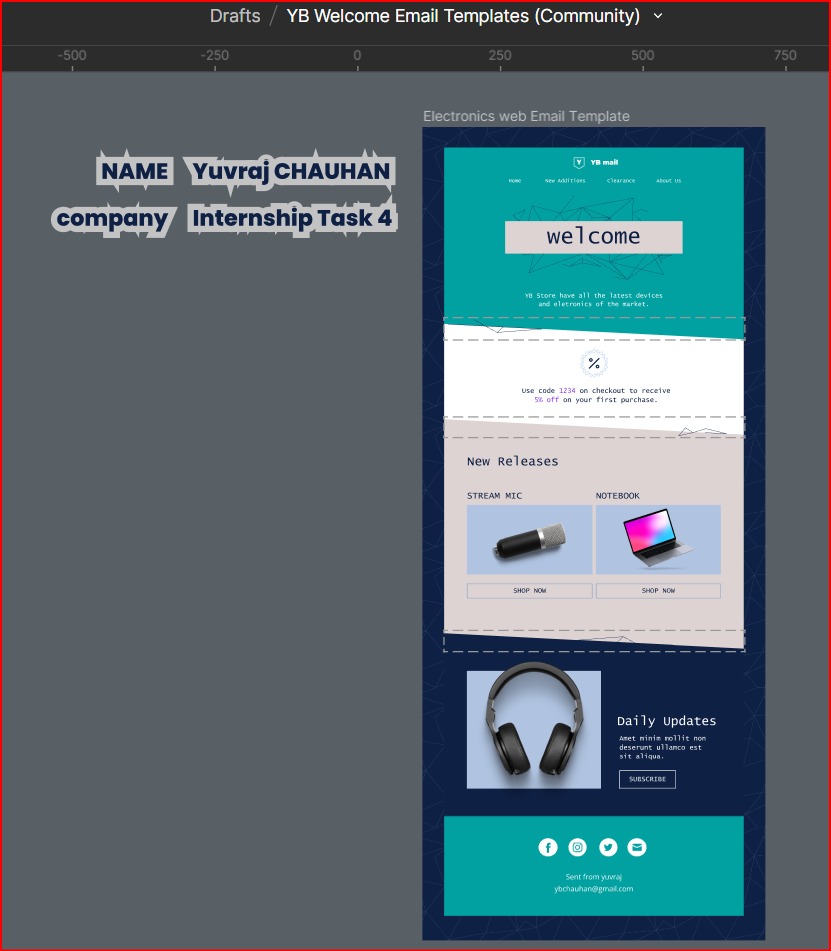 Drafts / YB Welcome Email Templates (Community)
-500 -250 0 250 500 750
Electronics web Email Template
NAME Yuvraj CHAUHAN
company Internship Task 4
YB mail
Home New Additions Clearance About Us
welcome
YB Store have all the latest devices
and eletronics of the market.
%
Use code 1234 on checkout to receive
5% off on your first purchase.
New Releases
STREAM MIC NOTEBOOK
SHOP NOW SHOP NOW
Daily Updates
Amet minim mollit non
deserunt ullamco est
sit aliqua.
SUBSCRIBE
Sent from yuvraj
ybchauhan@gmail.com